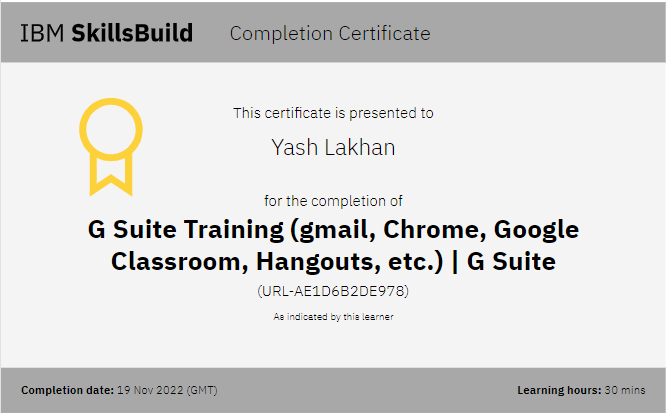 IBM SkillsBuild Completion Certificate
This certificate is presented to
Yash Lakhan
for the completion of
G Suite Training (gmail, Chrome, Google
Classroom, Hangouts, etc.) | G Suite
(URL-AE1D6B2DE978)
As indicated by this learner
Completion date: 19 Nov 2022 (GMT) Learning hours: 30 mins